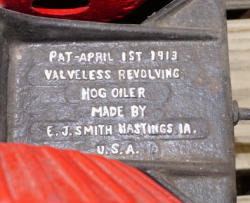 PAT-APRIL 1ST 1913
VALVELESS REVOLVING
HOG OILER
MADE BY
E.J. SMITH HASTINGS, IA.
U.S.A.